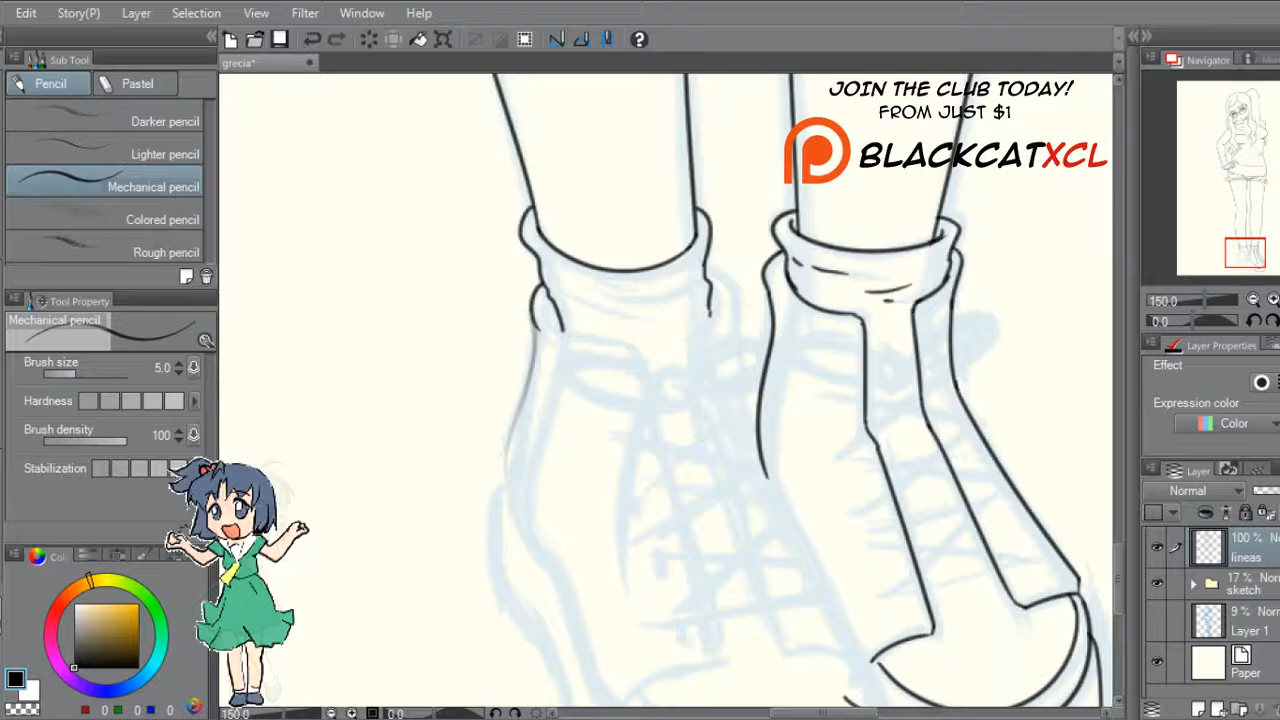 Edit Story(P) Layer Selection View Filter Window Help
Sub Tool
grecia*
Navigator
Pencil
Pastel
JOIN THE CLUB TODAY!
FROM JUST $1
BLACKCATXCL
Darker pencil
Lighter pencil
Mechanical pencil
Colored pencil
Rough pencil
Tool Property
Mechanical pencil
Brush size 5.0
Hardness
Brush density 100
Stabilization
150.0
0.0
Layer Properties
Effect
Expression color
Color
Layer
Normal
100 %
lineas
17 %
sketch
9 %
Layer 1
Paper
0 0 0
150.0 0.0